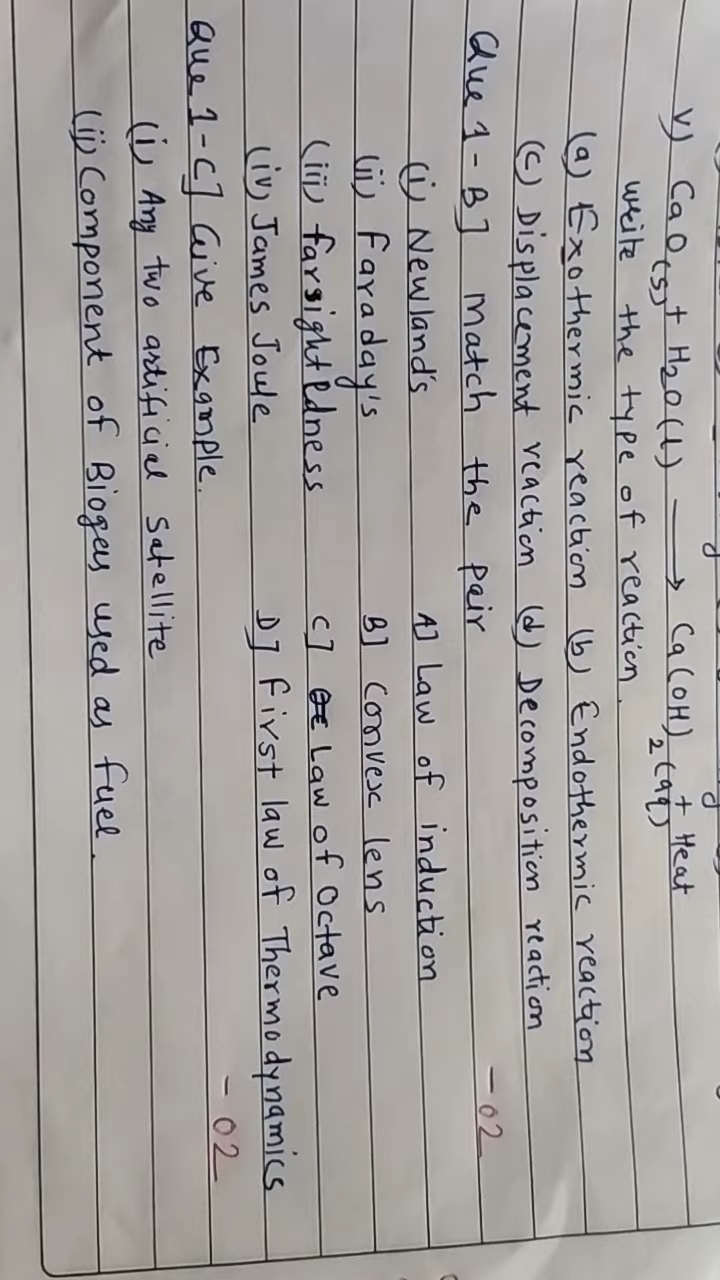 v) CaO(s) + H2O(l) → Ca(OH)2(aq) + Heat
write the type of reaction.
(a) Exothermic reaction (b) Endothermic reaction
(c) Displacement reaction (d) Decomposition reaction
Que 1-B] Match the pair -02
(i) Newland's A] Law of induction
(ii) Faraday's B] Convex lens
(iii) farsightedness C] Law of Octave
(iv) James Joule D] First law of Thermodynamics
Que 1-C] Give Example. -02
(i) Any two artificial satellite
(ii) Component of Biogas used as fuel.